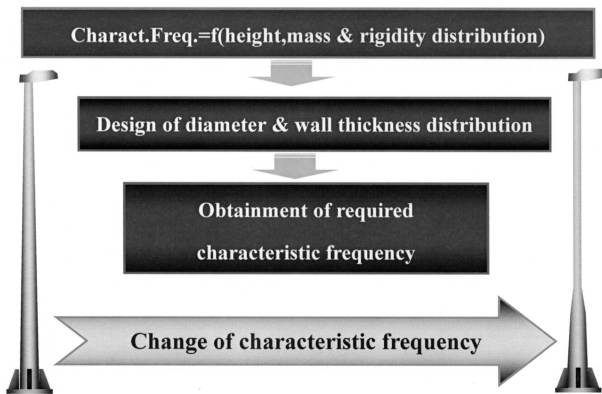 Charact.Freq.=f(height,mass & rigidity distribution)
Design of diameter & wall thickness distribution
Obtainment of required
characteristic frequency
Change of characteristic frequency